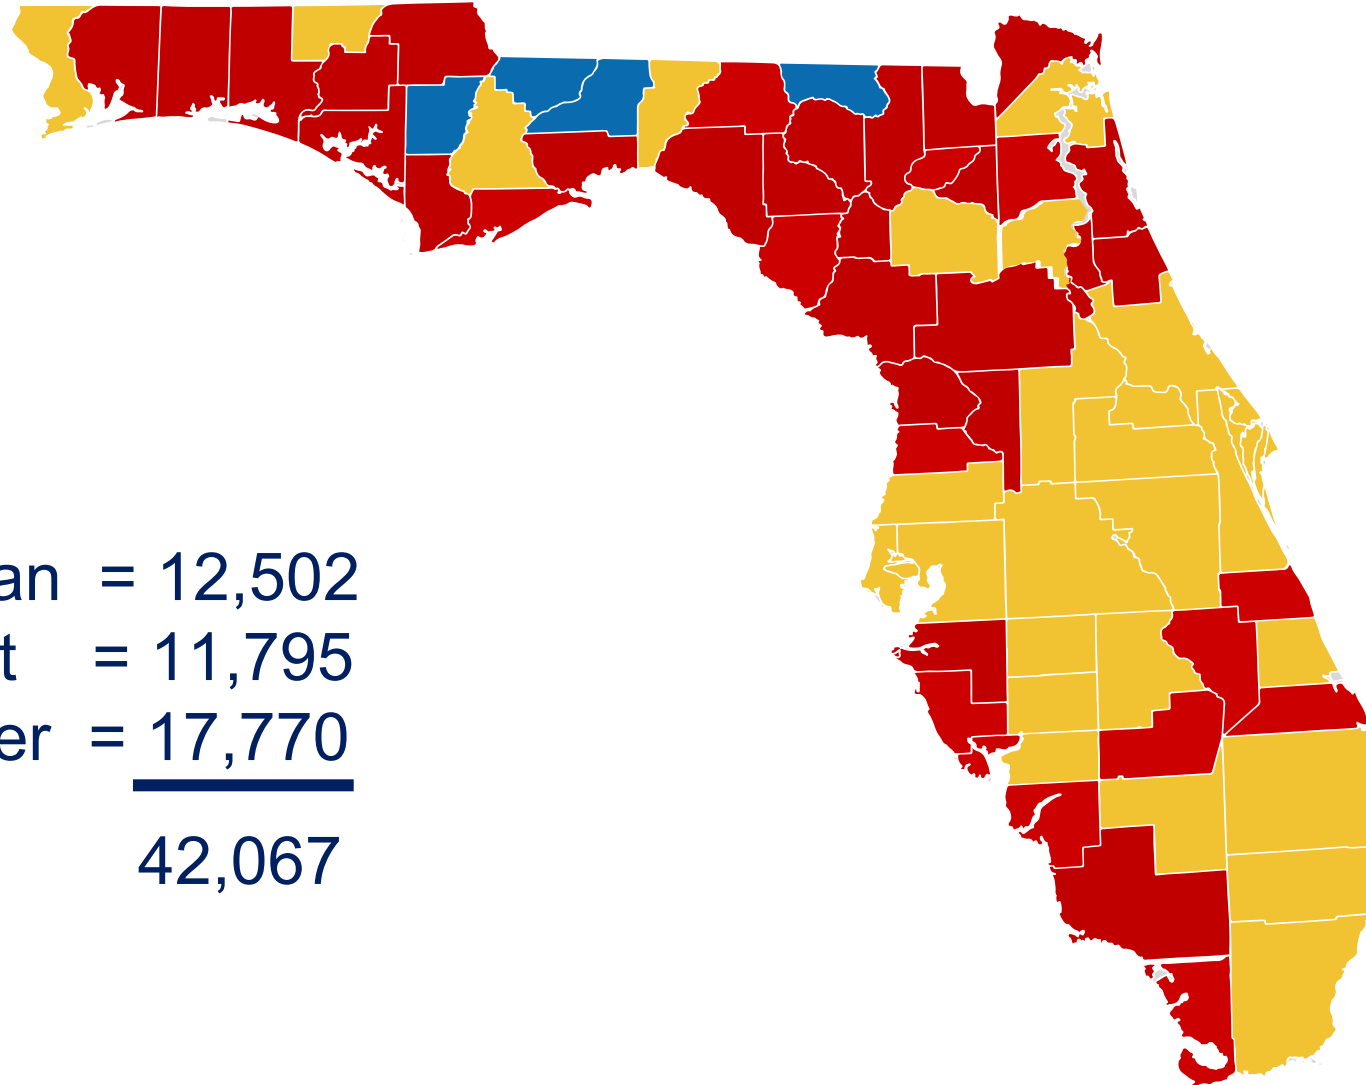 an = 12,502
t = 11,795
er = 17,770
42,067